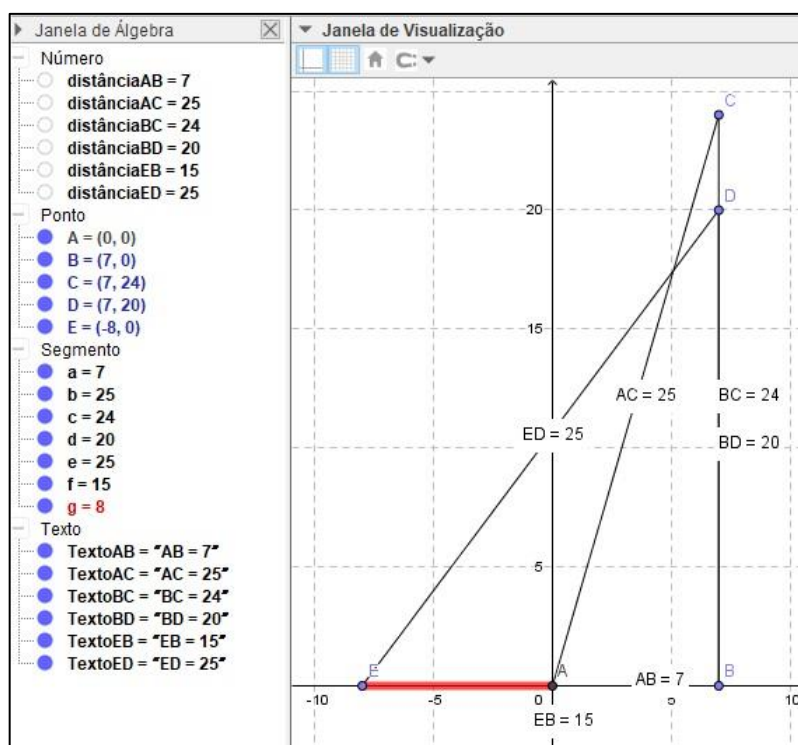 Janela de Álgebra
Número
distânciaAB = 7
distânciaAC = 25
distânciaBC = 24
distânciaBD = 20
distânciaEB = 15
distânciaED = 25
Ponto
A = (0, 0)
B = (7, 0)
C = (7, 24)
D = (7, 20)
E = (-8, 0)
Segmento
a = 7
b = 25
c = 24
d = 20
e = 25
f = 15
g = 8
Texto
TextoAB = "AB = 7"
TextoAC = "AC = 25"
TextoBC = "BC = 24"
TextoBD = "BD = 20"
TextoEB = "EB = 15"
TextoED = "ED = 25"
Janela de Visualização
C
D
20
15
AC = 25 BC = 24
ED = 25 BD = 20
5
E A AB = 7 B
-10 -5 0 5 10
EB = 15